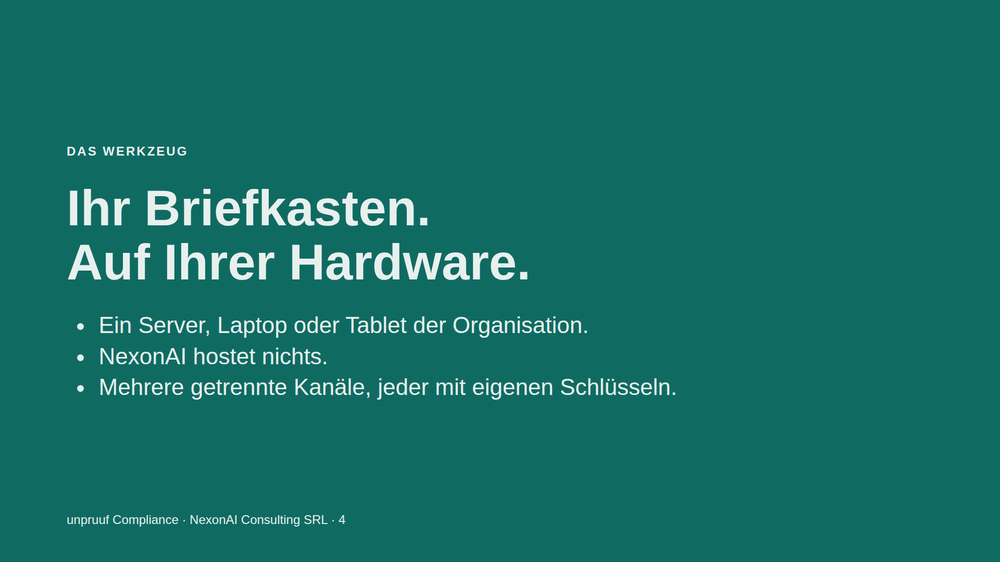 DAS WERKZEUG
Ihr Briefkasten.
Auf Ihrer Hardware.
• Ein Server, Laptop oder Tablet der Organisation.
• NexonAI hostet nichts.
• Mehrere getrennte Kanäle, jeder mit eigenen Schlüsseln.
unpruuf Compliance · NexonAI Consulting SRL · 4